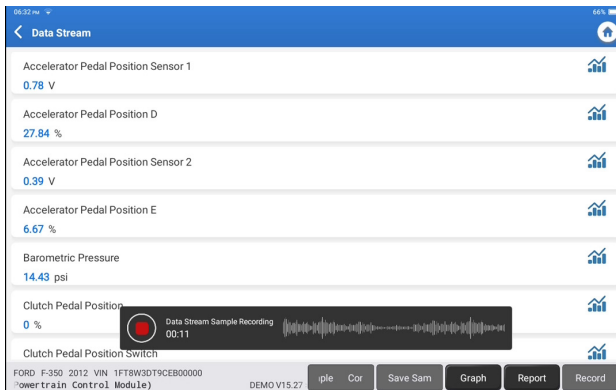 06:32 PM
66%
Data Stream
Accelerator Pedal Position Sensor 1
0.78 V
Accelerator Pedal Position D
27.84 %
Accelerator Pedal Position Sensor 2
0.39 V
Accelerator Pedal Position E
6.67 %
Barometric Pressure
14.43 psi
Clutch Pedal Position
0 %
Data Stream Sample Recording
00:11
Clutch Pedal Position Switch
FORD F-350 2012 VIN 1FT8W3DT9CEB00000
Powertrain Control Module)
DEMO V15.27
ple Cor
Save Sam
Graph
Report
Record